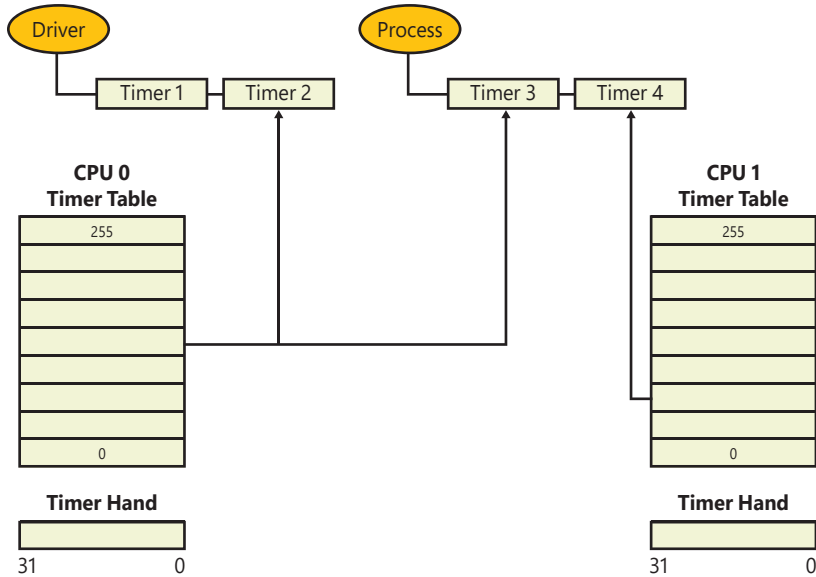 Driver
Process
Timer 1
Timer 2
Timer 3
Timer 4
CPU 0
Timer Table
CPU 1
Timer Table
255
255
0
0
Timer Hand
Timer Hand
31 0
31 0